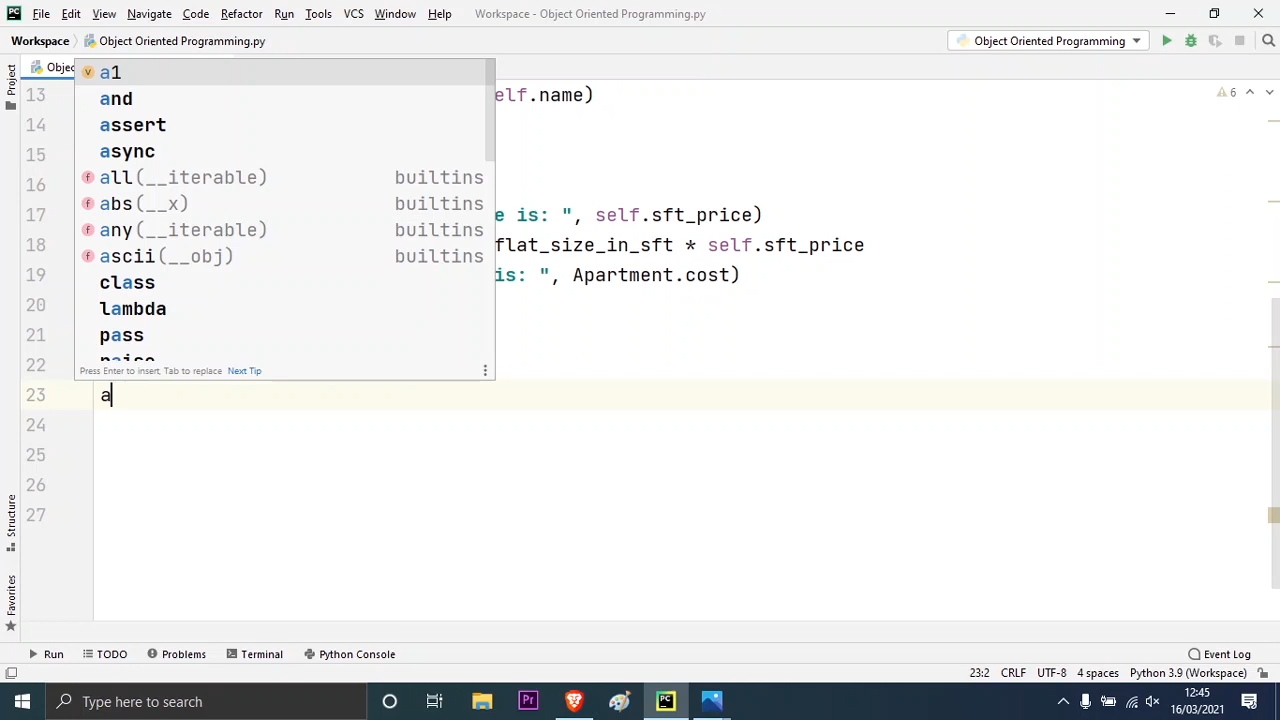 File Edit View Navigate Code Refactor Run Tools VCS Window Help Workspace - Object Oriented Programming.py
Workspace Object Oriented Programming.py Object Oriented Programming
Project
Objec
a1
13 elf.name)
6
and
14
assert
15
async
16
all(__iterable) builtins
abs(__x) builtins
17 e is: ", self.sft_price)
any(__iterable) builtins
18 flat_size_in_sft * self.sft_price
ascii(__obj) builtins
19 is: ", Apartment.cost)
class
20
lambda
21
pass
22
raise
Press Enter to insert, Tab to replace Next Tip
23 a
24
25
26
27
Structure
Favorites
Run TODO Problems Terminal Python Console Event Log
23:2 CRLF UTF-8 4 spaces Python 3.9 (Workspace)
Type here to search
12:45
16/03/2021